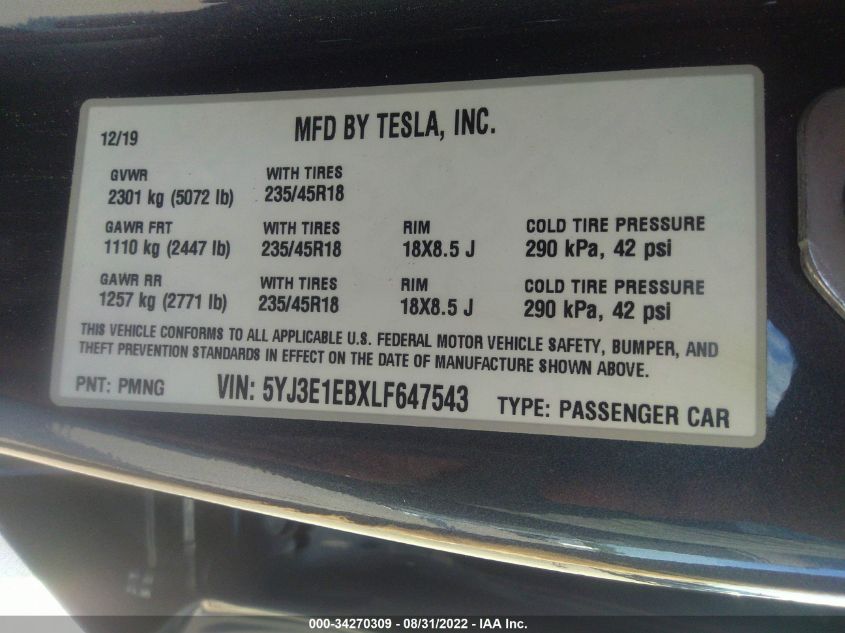 12/19
MFD BY TESLA, INC.
GVWR
2301 kg (5072 lb)
WITH TIRES
235/45R18
GAWR FRT
1110 kg (2447 lb)
WITH TIRES
235/45R18
RIM
18X8.5 J
COLD TIRE PRESSURE
290 kPa, 42 psi
GAWR RR
1257 kg (2771 lb)
WITH TIRES
235/45R18
RIM
18X8.5 J
COLD TIRE PRESSURE
290 kPa, 42 psi
THIS VEHICLE CONFORMS TO ALL APPLICABLE U.S. FEDERAL MOTOR VEHICLE SAFETY, BUMPER, AND
THEFT PREVENTION STANDARDS IN EFFECT ON THE DATE OF MANUFACTURE SHOWN ABOVE.
PNT: PMNG
VIN: 5YJ3E1EBXLF647543
TYPE: PASSENGER CAR
000-34270309 - 08/31/2022 - IAA Inc.